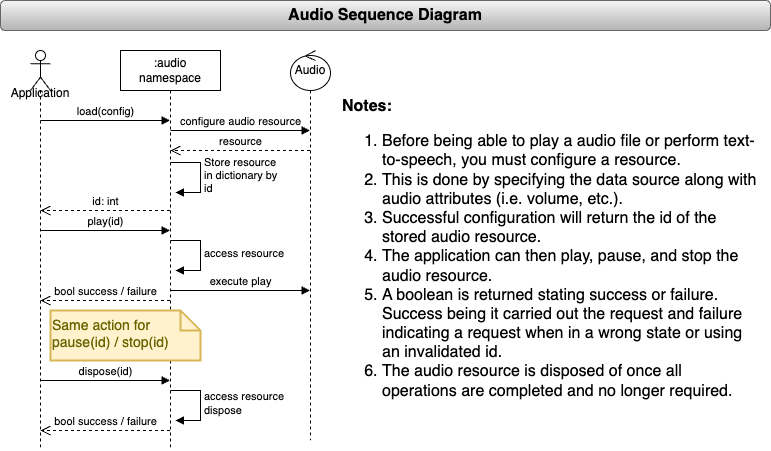 Audio Sequence Diagram
:audio
namespace
Audio
Application
load(config)
configure audio resource
resource
Store resource
in dictionary by
id
id: int
play(id)
access resource
execute play
bool success / failure
Same action for
pause(id) / stop(id)
dispose(id)
access resource
dispose
bool success / failure
Notes:
1. Before being able to play a audio file or perform text-
to-speech, you must configure a resource.
2. This is done by specifying the data source along with
audio attributes (i.e. volume, etc.).
3. Successful configuration will return the id of the
stored audio resource.
4. The application can then play, pause, and stop the
audio resource.
5. A boolean is returned stating success or failure.
Success being it carried out the request and failure
indicating a request when in a wrong state or using
an invalidated id.
6. The audio resource is disposed of once all
operations are completed and no longer required.